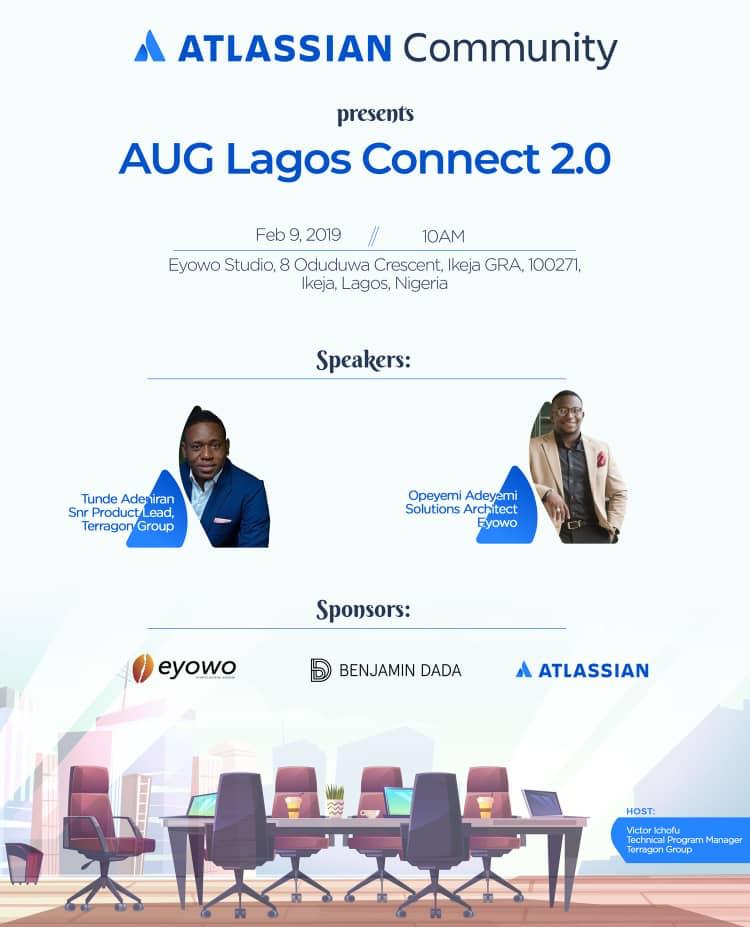 ATLASSIAN Community
presents
AUG Lagos Connect 2.0
Feb 9, 2019 // 10AM
Eyowo Studio, 8 Oduduwa Crescent, Ikeja GRA, 100271,
Ikeja, Lagos, Nigeria
Speakers:
Tunde Adeniran
Snr Product Lead,
Terragon Group
Opeyemi Adeyemi
Solutions Architect
Eyowo
Sponsors:
eyowo
BENJAMIN DADA
ATLASSIAN
HOST:
Victor Ichofu
Technical Program Manager
Terragon Group